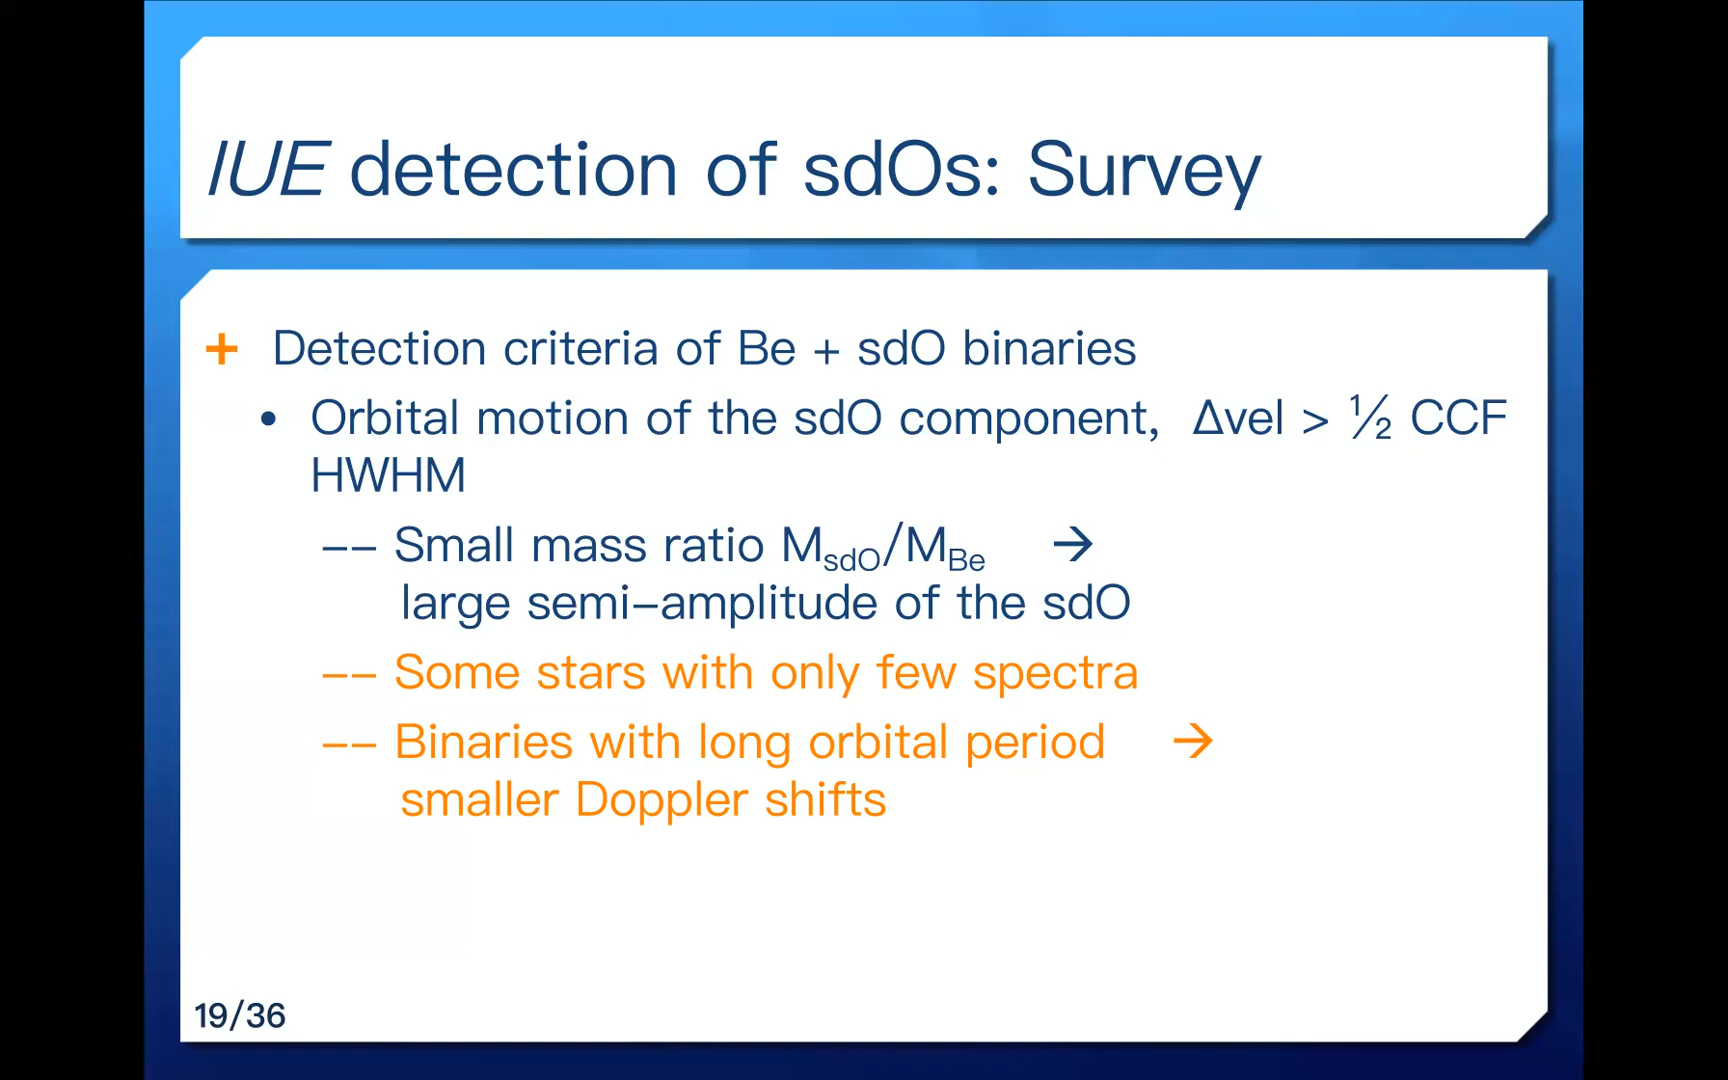 IUE detection of sdOs: Survey
+ Detection criteria of Be + sdO binaries
• Orbital motion of the sdO component, Δvel > ½ CCF
HWHM
-- Small mass ratio MsdO/MBe →
large semi-amplitude of the sdO
-- Some stars with only few spectra
-- Binaries with long orbital period →
smaller Doppler shifts
19/36